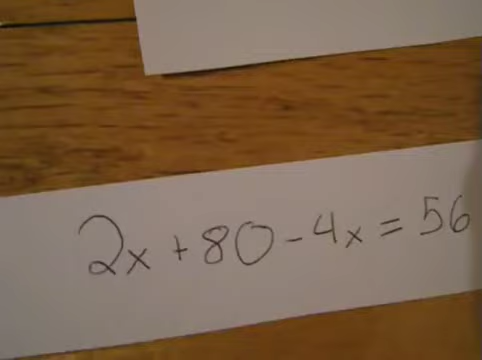 2x + 80 - 4x = 56